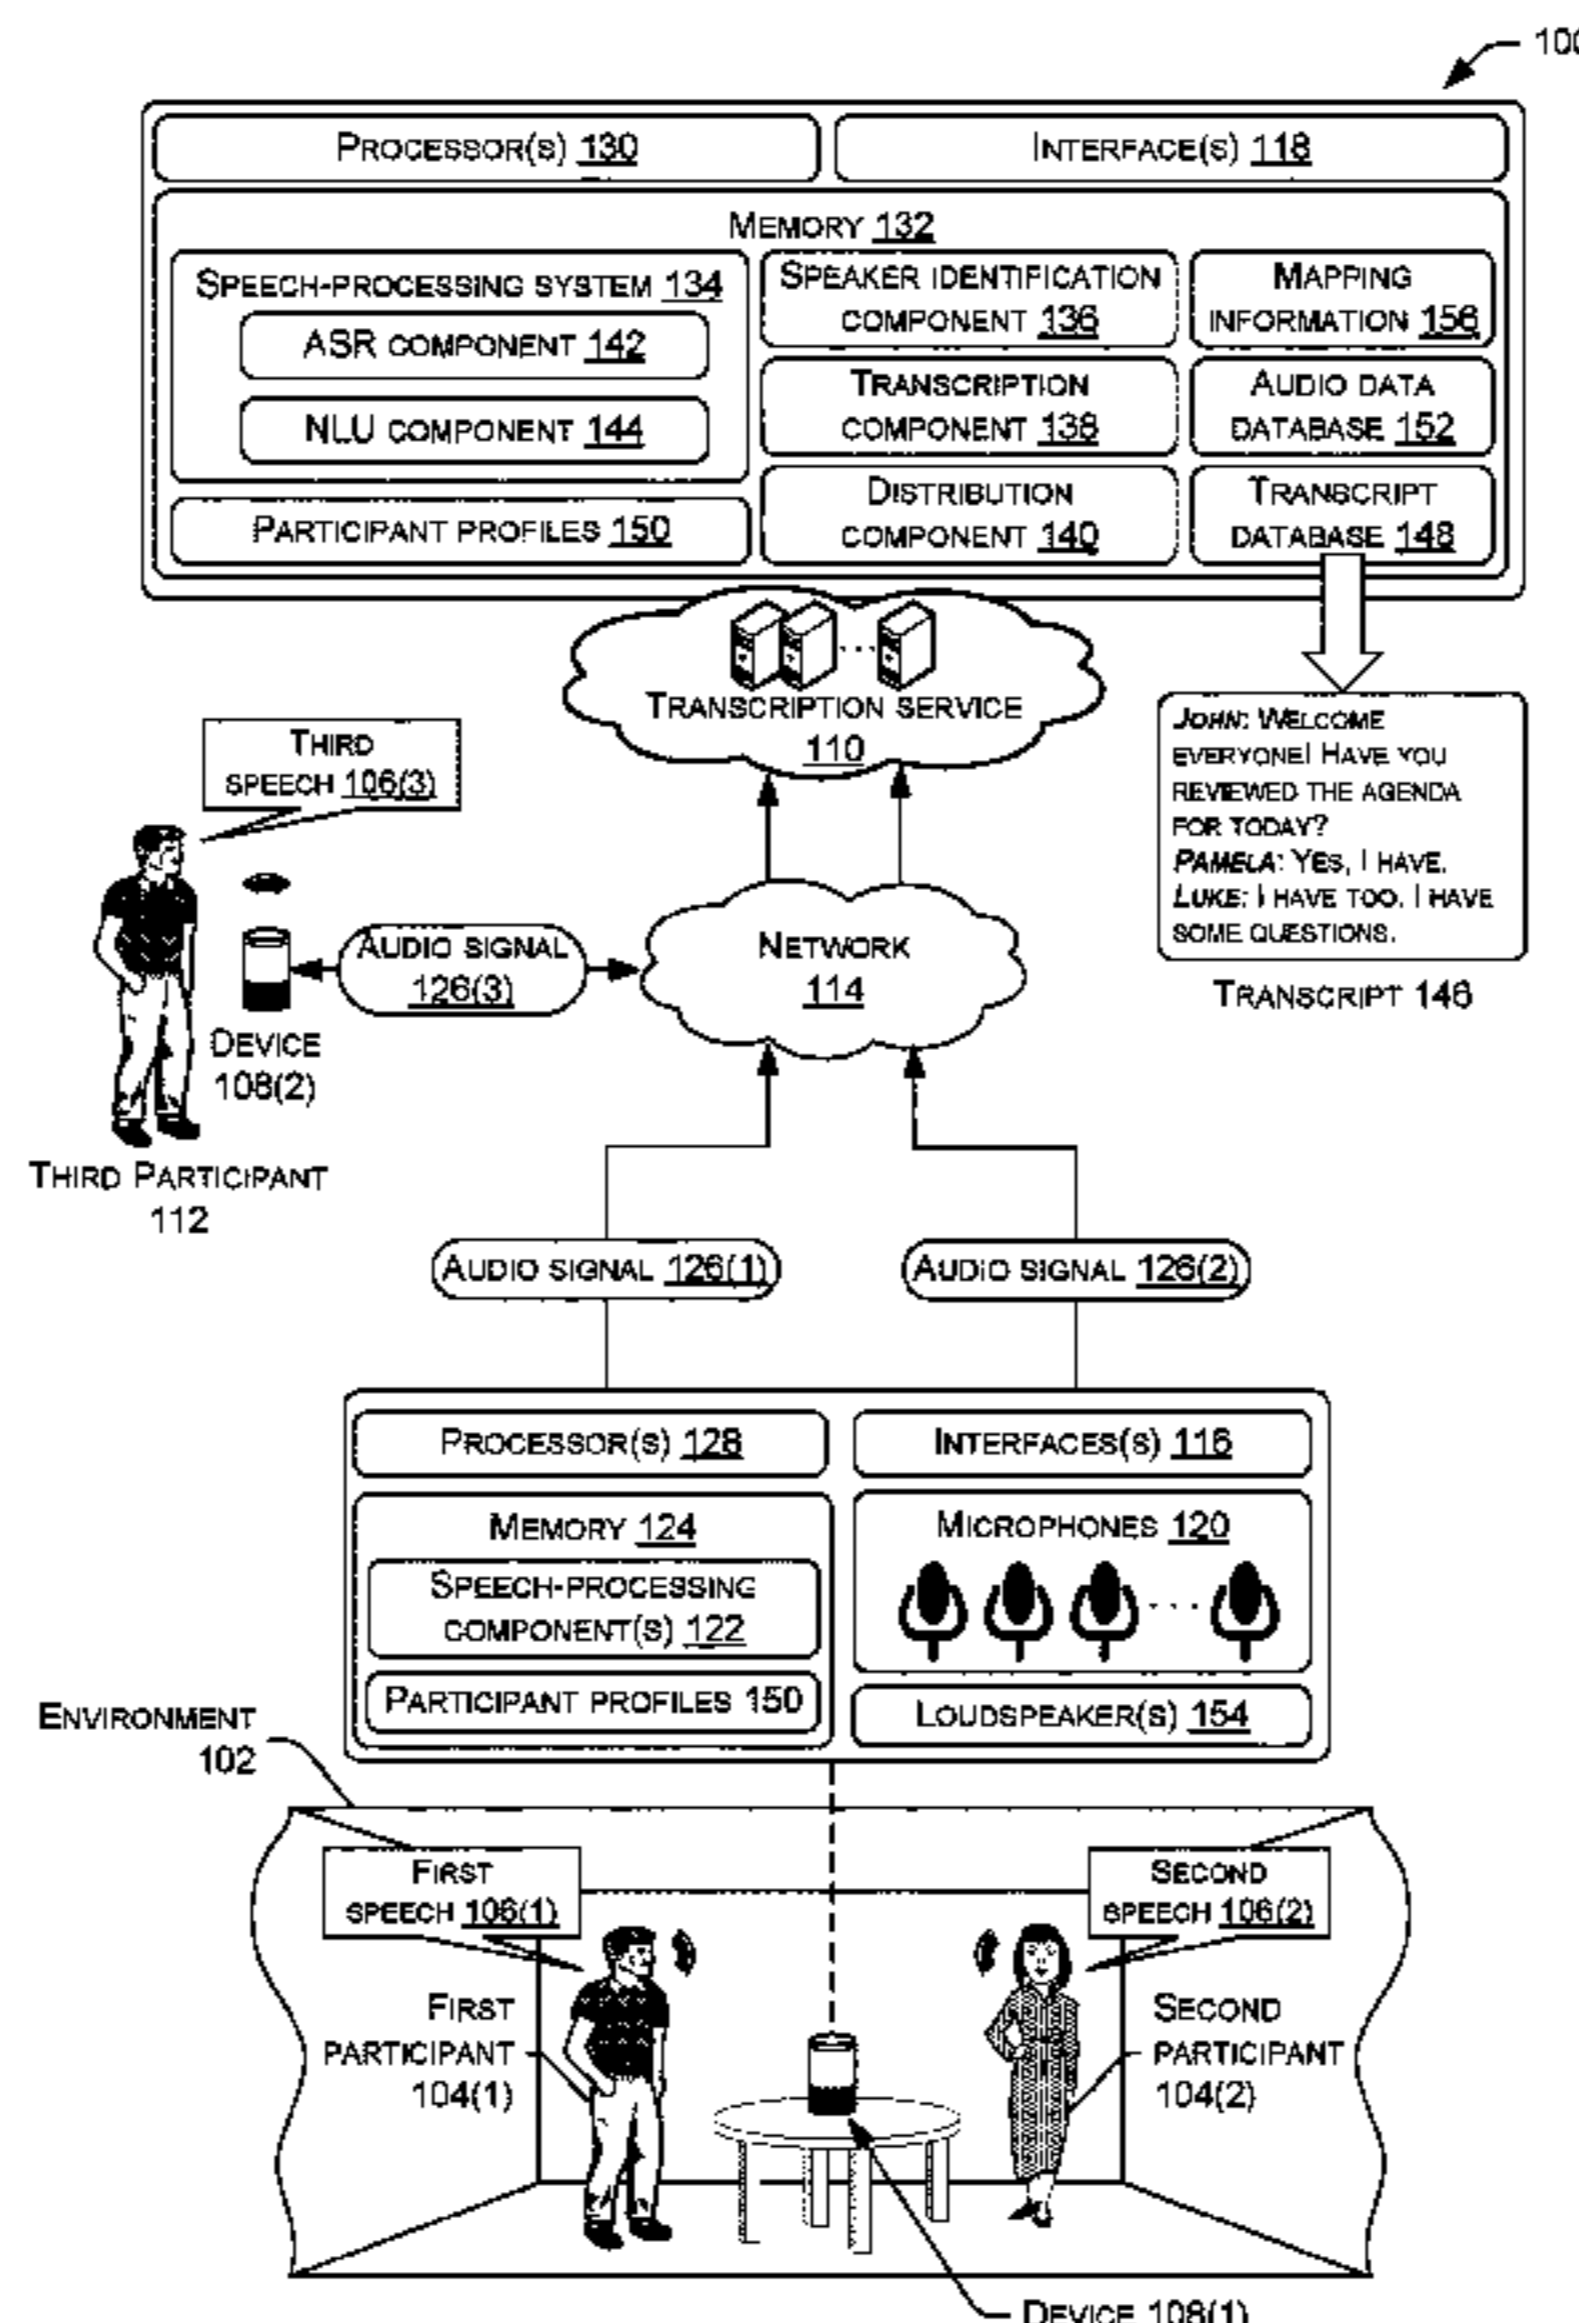 100
PROCESSOR(S) 130
INTERFACE(S) 118
MEMORY 132
SPEECH-PROCESSING SYSTEM 134
ASR COMPONENT 142
NLU COMPONENT 144
PARTICIPANT PROFILES 150
SPEAKER IDENTIFICATION
COMPONENT 136
TRANSCRIPTION
COMPONENT 138
DISTRIBUTION
COMPONENT 140
MAPPING
INFORMATION 156
AUDIO DATA
DATABASE 152
TRANSCRIPT
DATABASE 148
TRANSCRIPTION SERVICE
110
JOHN: WELCOME
EVERYONE! HAVE YOU
REVIEWED THE AGENDA
FOR TODAY?
PAMELA: YES, I HAVE.
LUKE: I HAVE TOO. I HAVE
SOME QUESTIONS.
TRANSCRIPT 146
THIRD
SPEECH 106(3)
AUDIO SIGNAL
126(3)
NETWORK
114
DEVICE
108(2)
THIRD PARTICIPANT
112
AUDIO SIGNAL 126(1)
AUDIO SIGNAL 126(2)
PROCESSOR(S) 128
INTERFACES(S) 116
MEMORY 124
SPEECH-PROCESSING
COMPONENT(S) 122
PARTICIPANT PROFILES 150
MICROPHONES 120
LOUDSPEAKER(S) 154
ENVIRONMENT
102
FIRST
SPEECH 106(1)
SECOND
SPEECH 106(2)
FIRST
PARTICIPANT
104(1)
SECOND
PARTICIPANT
104(2)
DEVICE 108(1)